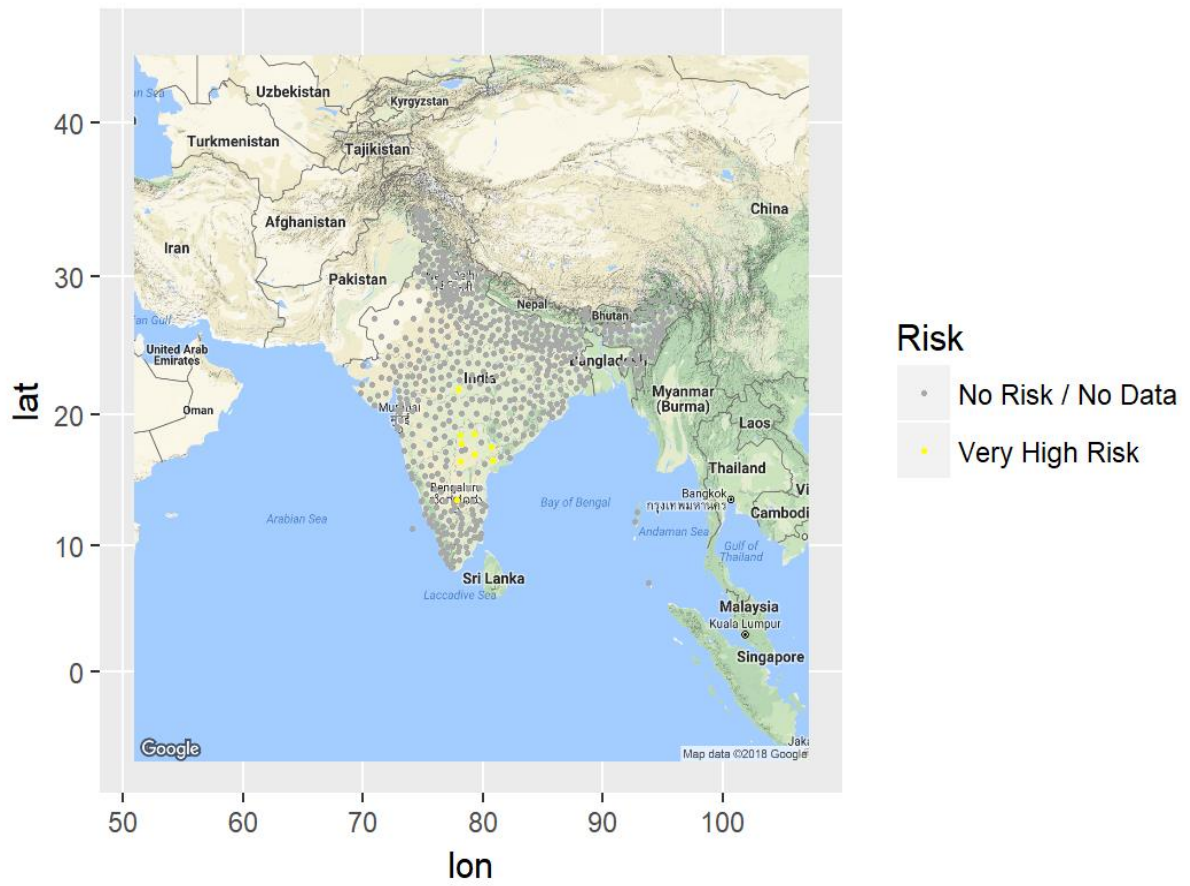 Uzbekistan
Kyrgyzstan
40
Turkmenistan
Tajikistan
China
Afghanistan
Iran
Pakistan
30
Nepal
Bhutan
United Arab
Emirates
India
Myanmar
(Burma)
Oman
20
Laos
Thailand
Bangkok
กรุงเทพมหานคร
Bay of Bengal
Arabian Sea
Andaman Sea
Gulf of
Thailand
10
Sri Lanka
Laccadive Sea
Malaysia
Kuala Lumpur
Singapore
0
Google
Map data ©2018 Google
50 60 70 80 90 100
lon
lat
Risk
No Risk / No Data
Very High Risk